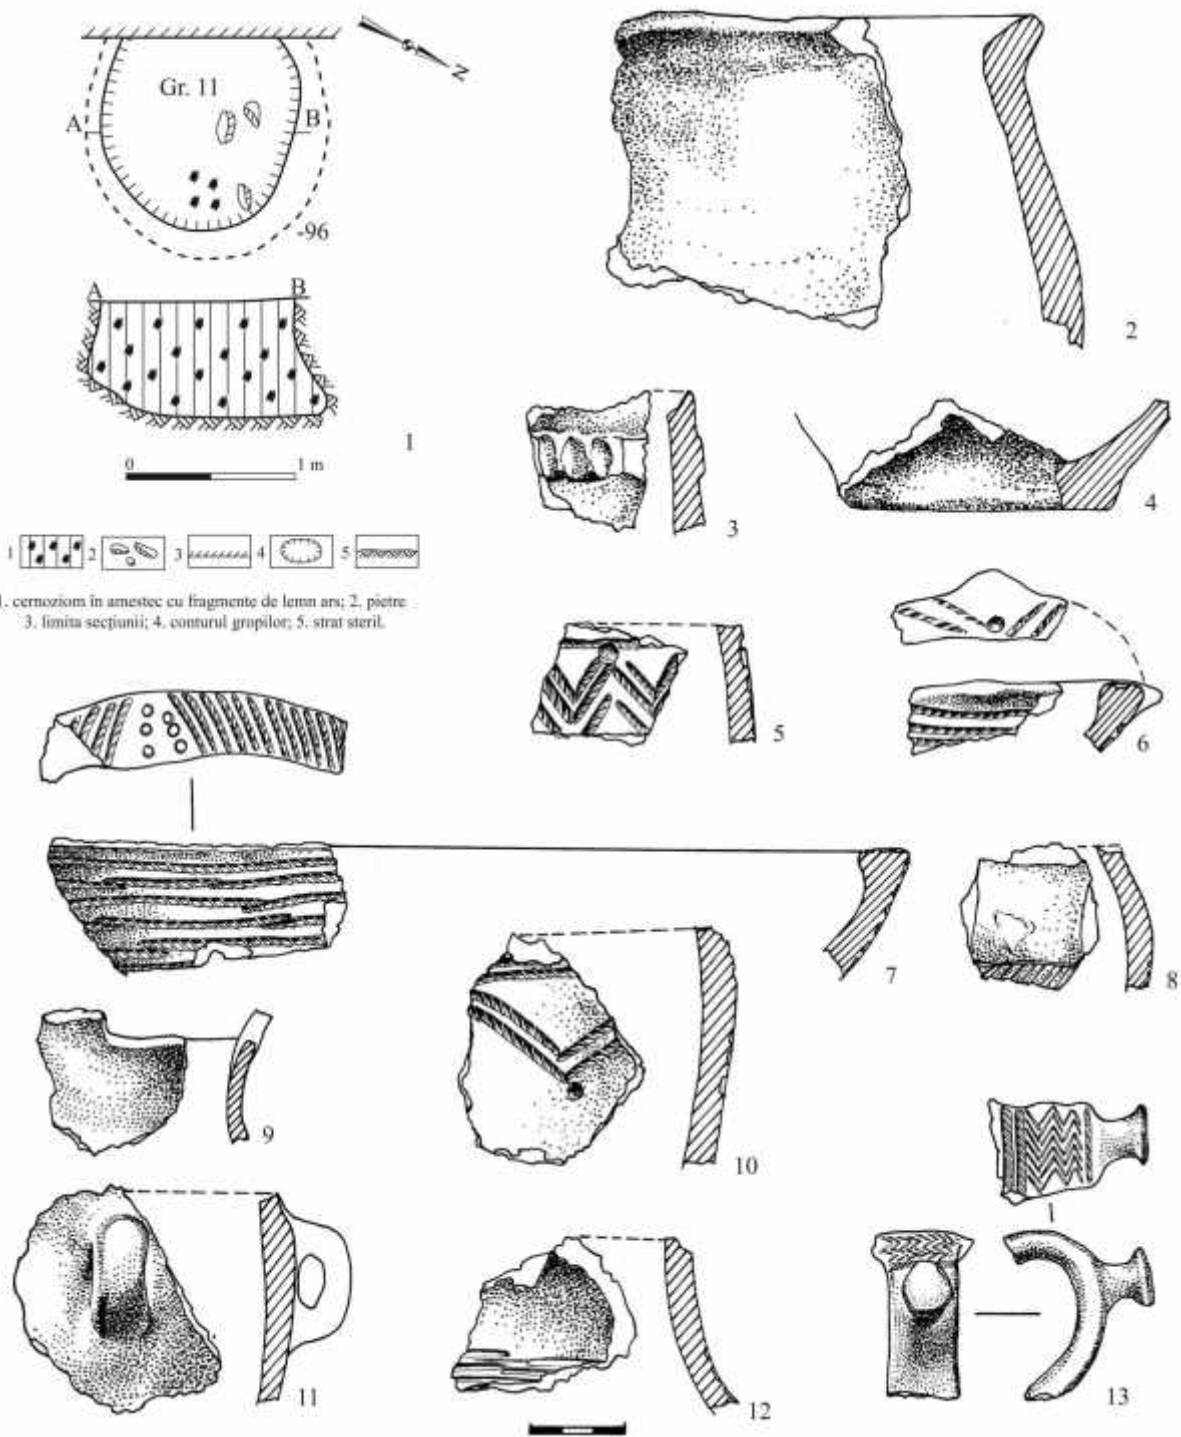 Gr. 11
N
A
B
-96
A
B
1
0
1 m
1
2
3
4
5
1. cernoziom în amestec cu fragmente de lemn ars; 2. pietre
3. limita secțiunii; 4. conturul gropilor; 5. strat steril.
2
3
4
5
6
7
8
9
10
11
12
13